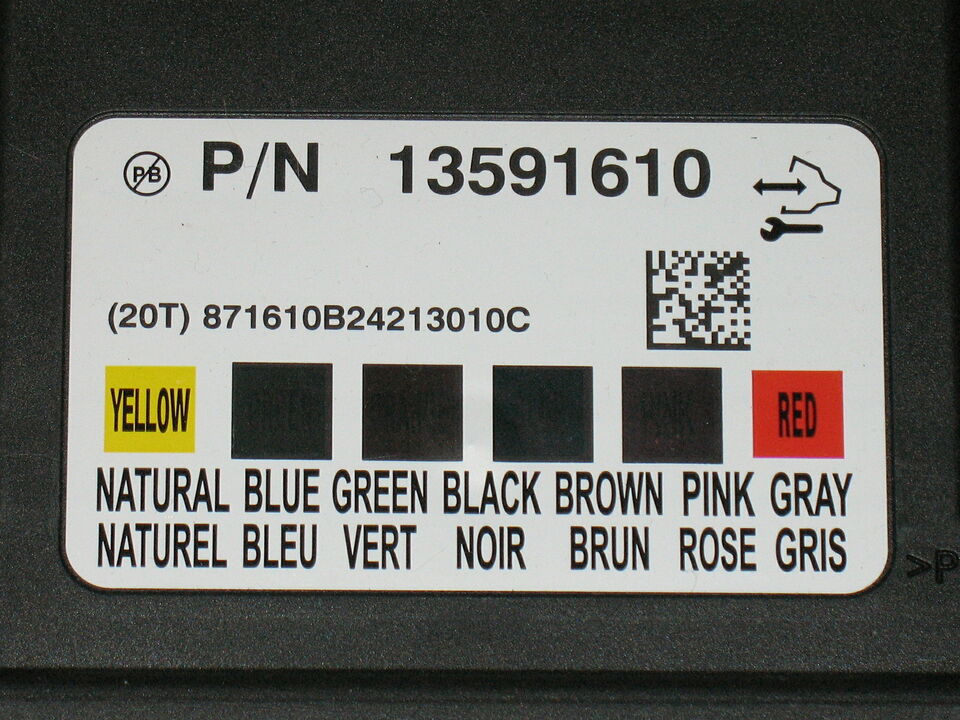 PB P/N 13591610
(20T) 871610B24213010C
YELLOW RED
NATURAL BLUE GREEN BLACK BROWN PINK GRAY
NATUREL BLEU VERT NOIR BRUN ROSE GRIS
>P